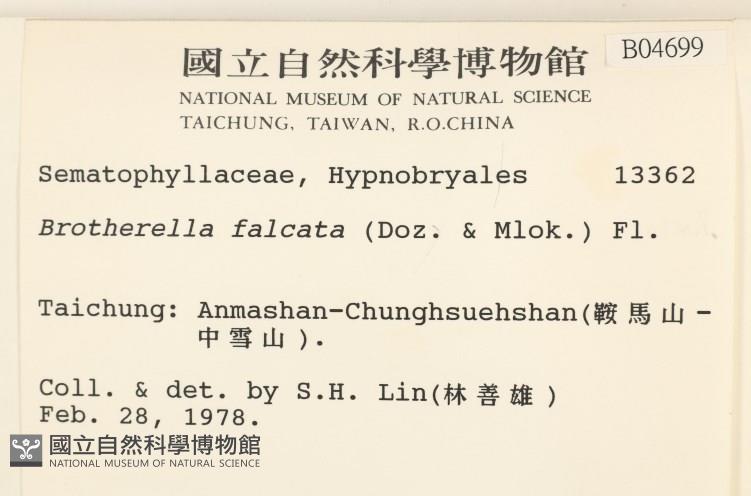 國立自然科學博物館
B04699
NATIONAL MUSEUM OF NATURAL SCIENCE
TAICHUNG, TAIWAN, R.O.CHINA
Sematophyllaceae, Hypnobryales 13362
Brotherella falcata (Doz. & Mlok.) Fl.
Taichung: Anmashan-Chunghsuehshan(鞍馬山-
中雪山).
Coll. & det. by S.H. Lin(林善雄)
Feb. 28, 1978.
國立自然科學博物館
NATIONAL MUSEUM OF NATURAL SCIENCE